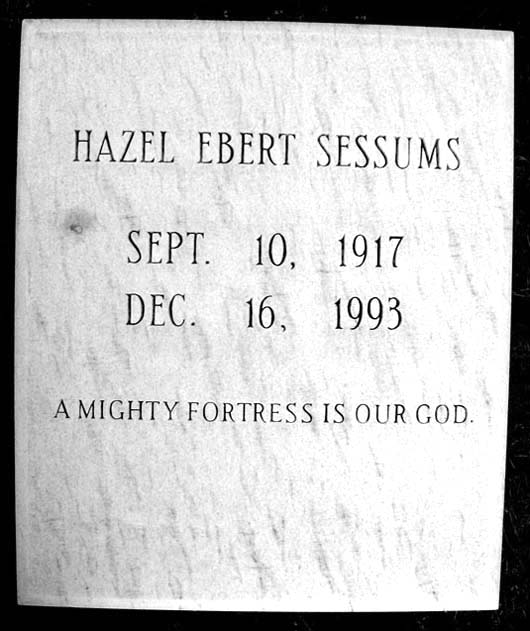 HAZEL EBERT SESSUMS
SEPT. 10, 1917
DEC. 16, 1993
A MIGHTY FORTRESS IS OUR GOD.